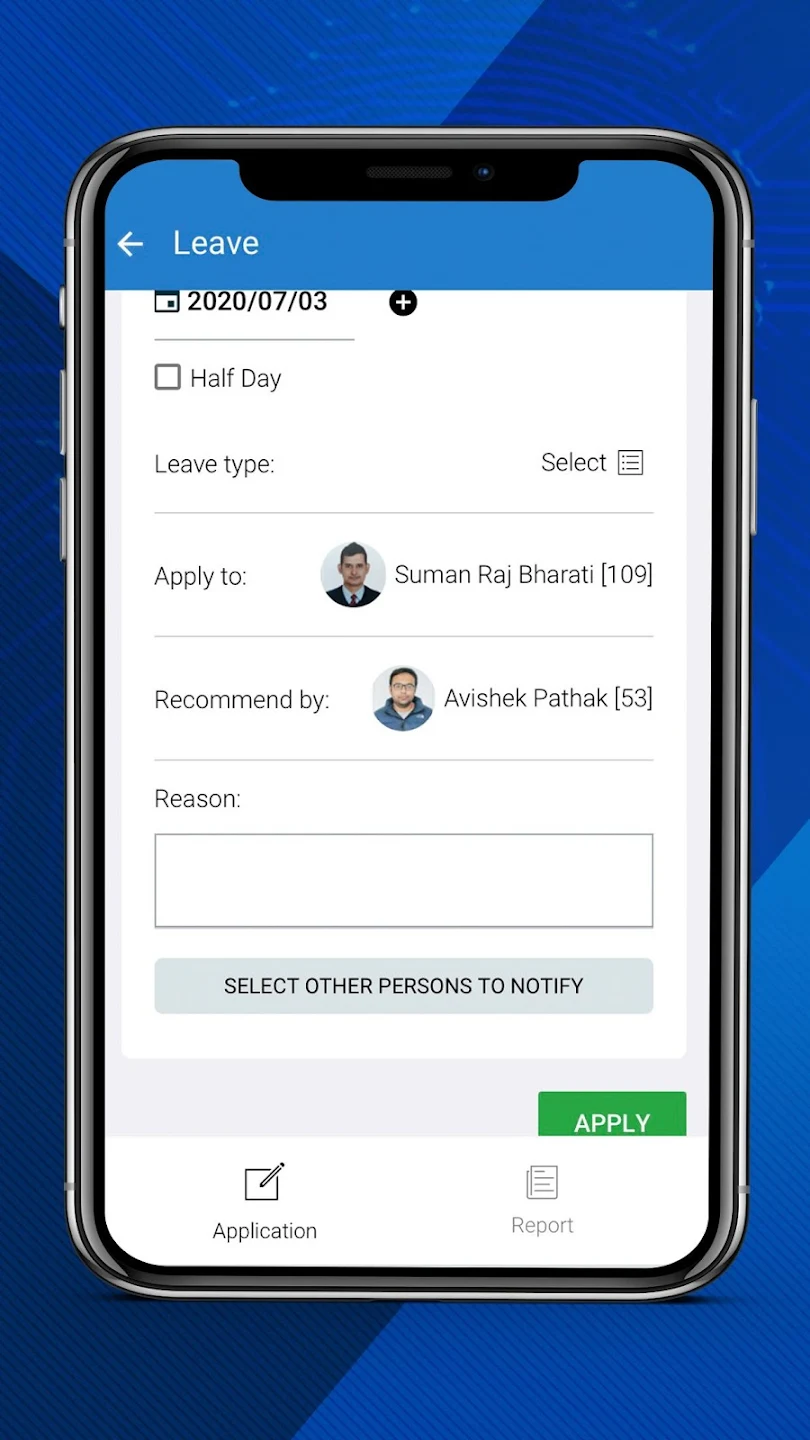 Leave
2020/07/03
Half Day
Leave type:
Select
Apply to:
Suman Raj Bharati [109]
Recommend by:
Avishek Pathak [53]
Reason:
SELECT OTHER PERSONS TO NOTIFY
APPLY
Application
Report